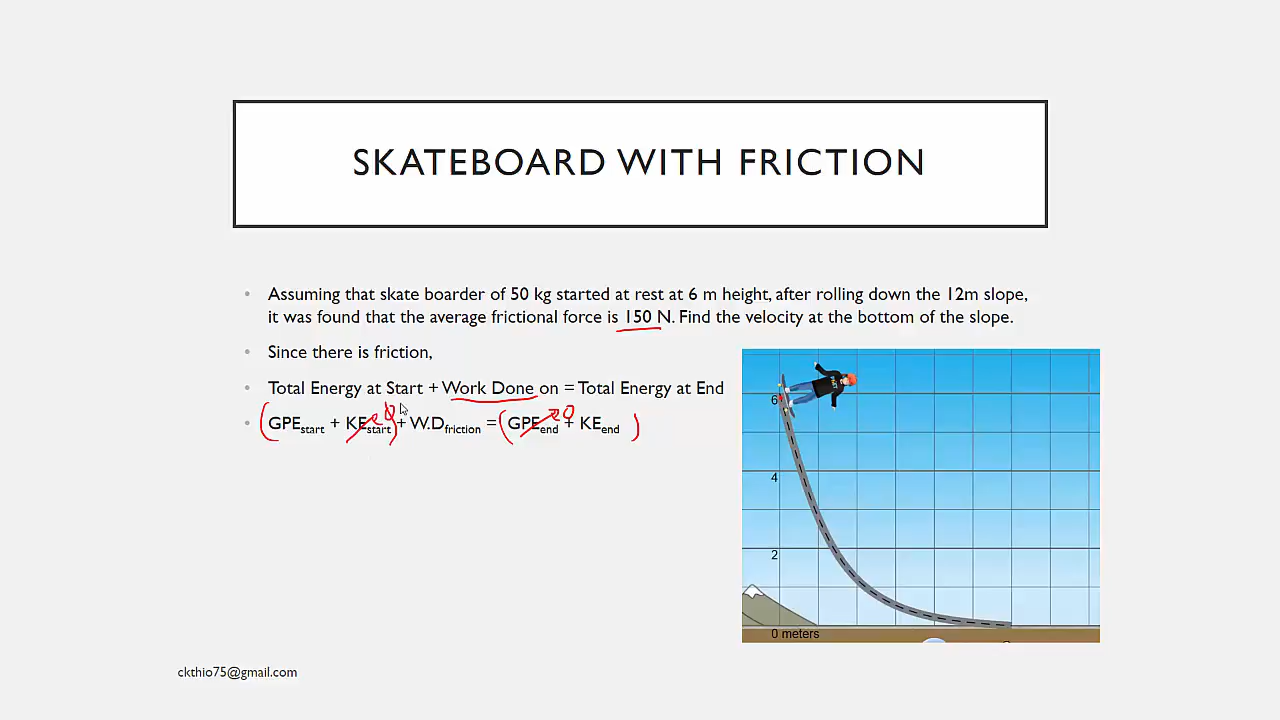 SKATEBOARD WITH FRICTION
• Assuming that skate boarder of 50 kg started at rest at 6 m height, after rolling down the 12m slope,
it was found that the average frictional force is 150 N. Find the velocity at the bottom of the slope.
• Since there is friction,
• Total Energy at Start + Work Done on = Total Energy at End
• (GPEstart + KEstart 0) + W.Dfriction = (GPEend 0 + KEend )
6
4
2
0 meters
ckthio75@gmail.com